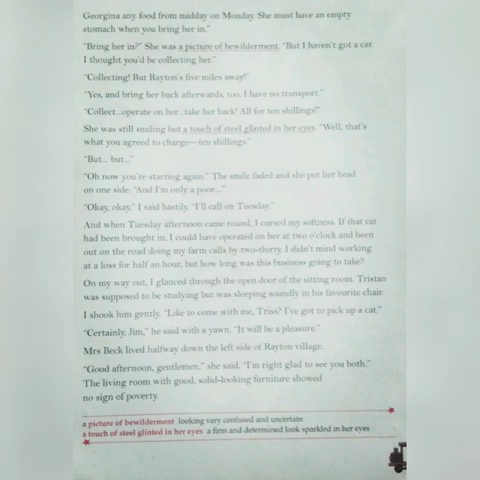 Georgina any food from midday on Monday. She must have an empty
stomach when you bring her in."
"Bring her in?" She was a picture of bewilderment. "But I haven't got a car.
I thought you'd be collecting her."
"Collecting! But Rayton's five miles away!"
"Yes, and bring her back afterwards, too. I have no transport."
"Collect...operate on her...take her back! All for ten shillings!"
She was still smiling but a touch of steel glinted in her eyes. "Well, that's
what you agreed to charge—ten shillings."
"But... but..."
"Oh now you're starting again." The smile faded and she put her head
on one side. "And I'm only a poor..."
"Okay, okay," I said hastily. "I'll call on Tuesday."
And when Tuesday afternoon came round, I cursed my softness. If that cat
had been brought in, I could have operated on her at two o'clock and been
out on the road doing my farm calls by two-thirty. I didn't mind working
at a loss for half an hour, but how long was this business going to take?
On my way out, I glanced through the open door of the sitting room. Tristan
was supposed to be studying but was sleeping soundly in his favourite chair.
I shook him gently. "Like to come with me, Triss? I've got to pick up a cat."
"Certainly, Jim," he said with a yawn. "It will be a pleasure."
Mrs Beck lived halfway down the left side of Rayton village.
"Good afternoon, gentlemen," she said. "I'm right glad to see you both."
The living room with good, solid-looking furniture showed
no sign of poverty.
a picture of bewilderment looking very confused and uncertain
a touch of steel glinted in her eyes a firm and determined look sparkled in her eyes